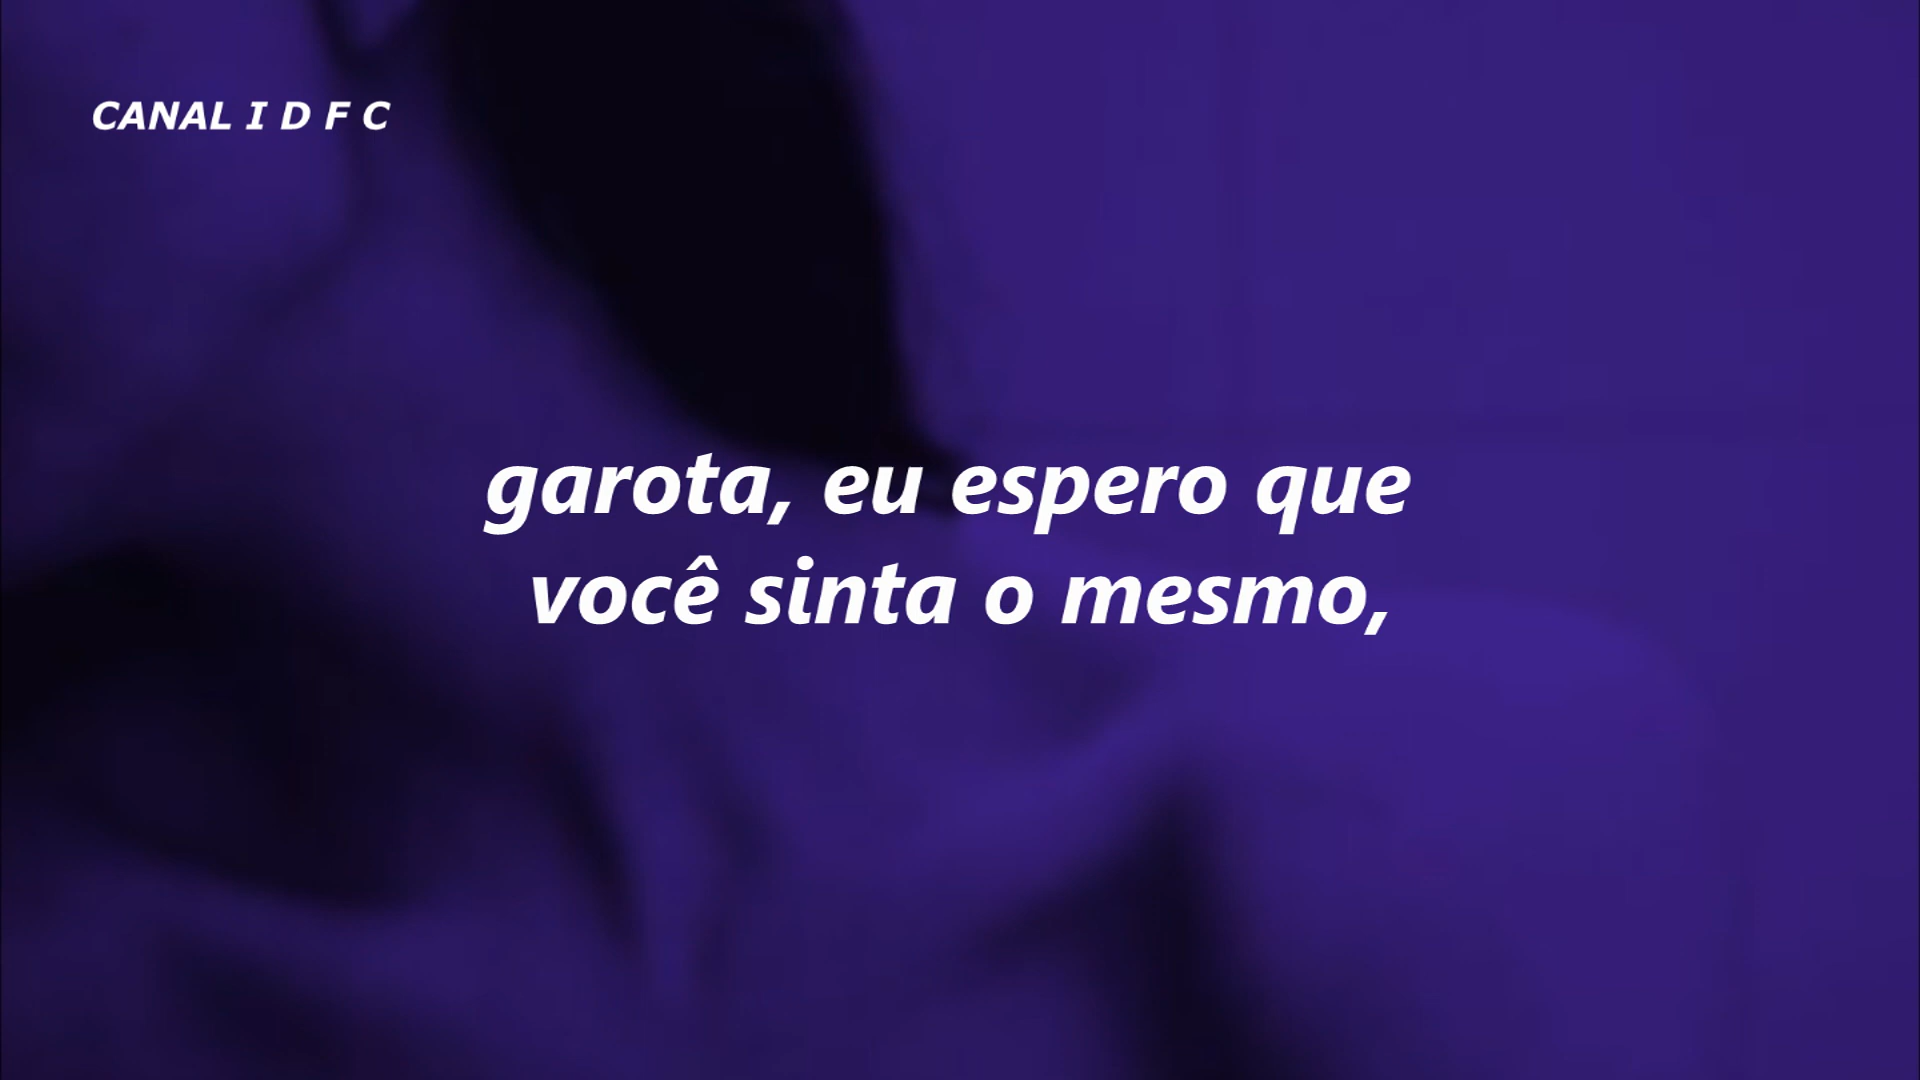 CANAL I D F C
garota, eu espero que
você sinta o mesmo,